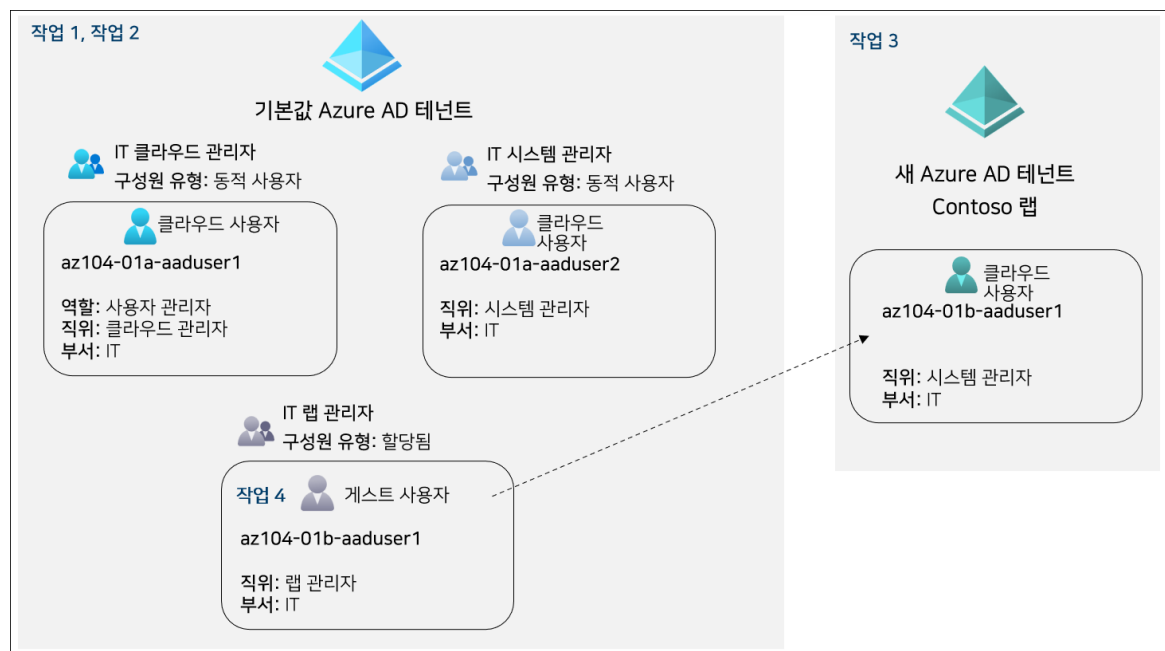 작업 1, 작업 2
기본값 Azure AD 테넌트
IT 클라우드 관리자
구성원 유형: 동적 사용자
클라우드 사용자
az104-01a-aaduser1
역할: 사용자 관리자
직위: 클라우드 관리자
부서: IT
IT 시스템 관리자
구성원 유형: 동적 사용자
클라우드
사용자
az104-01a-aaduser2
직위: 시스템 관리자
부서: IT
IT 랩 관리자
구성원 유형: 할당됨
작업 4
게스트 사용자
az104-01b-aaduser1
직위: 랩 관리자
부서: IT
작업 3
새 Azure AD 테넌트
Contoso 랩
클라우드
사용자
az104-01b-aaduser1
직위: 시스템 관리자
부서: IT